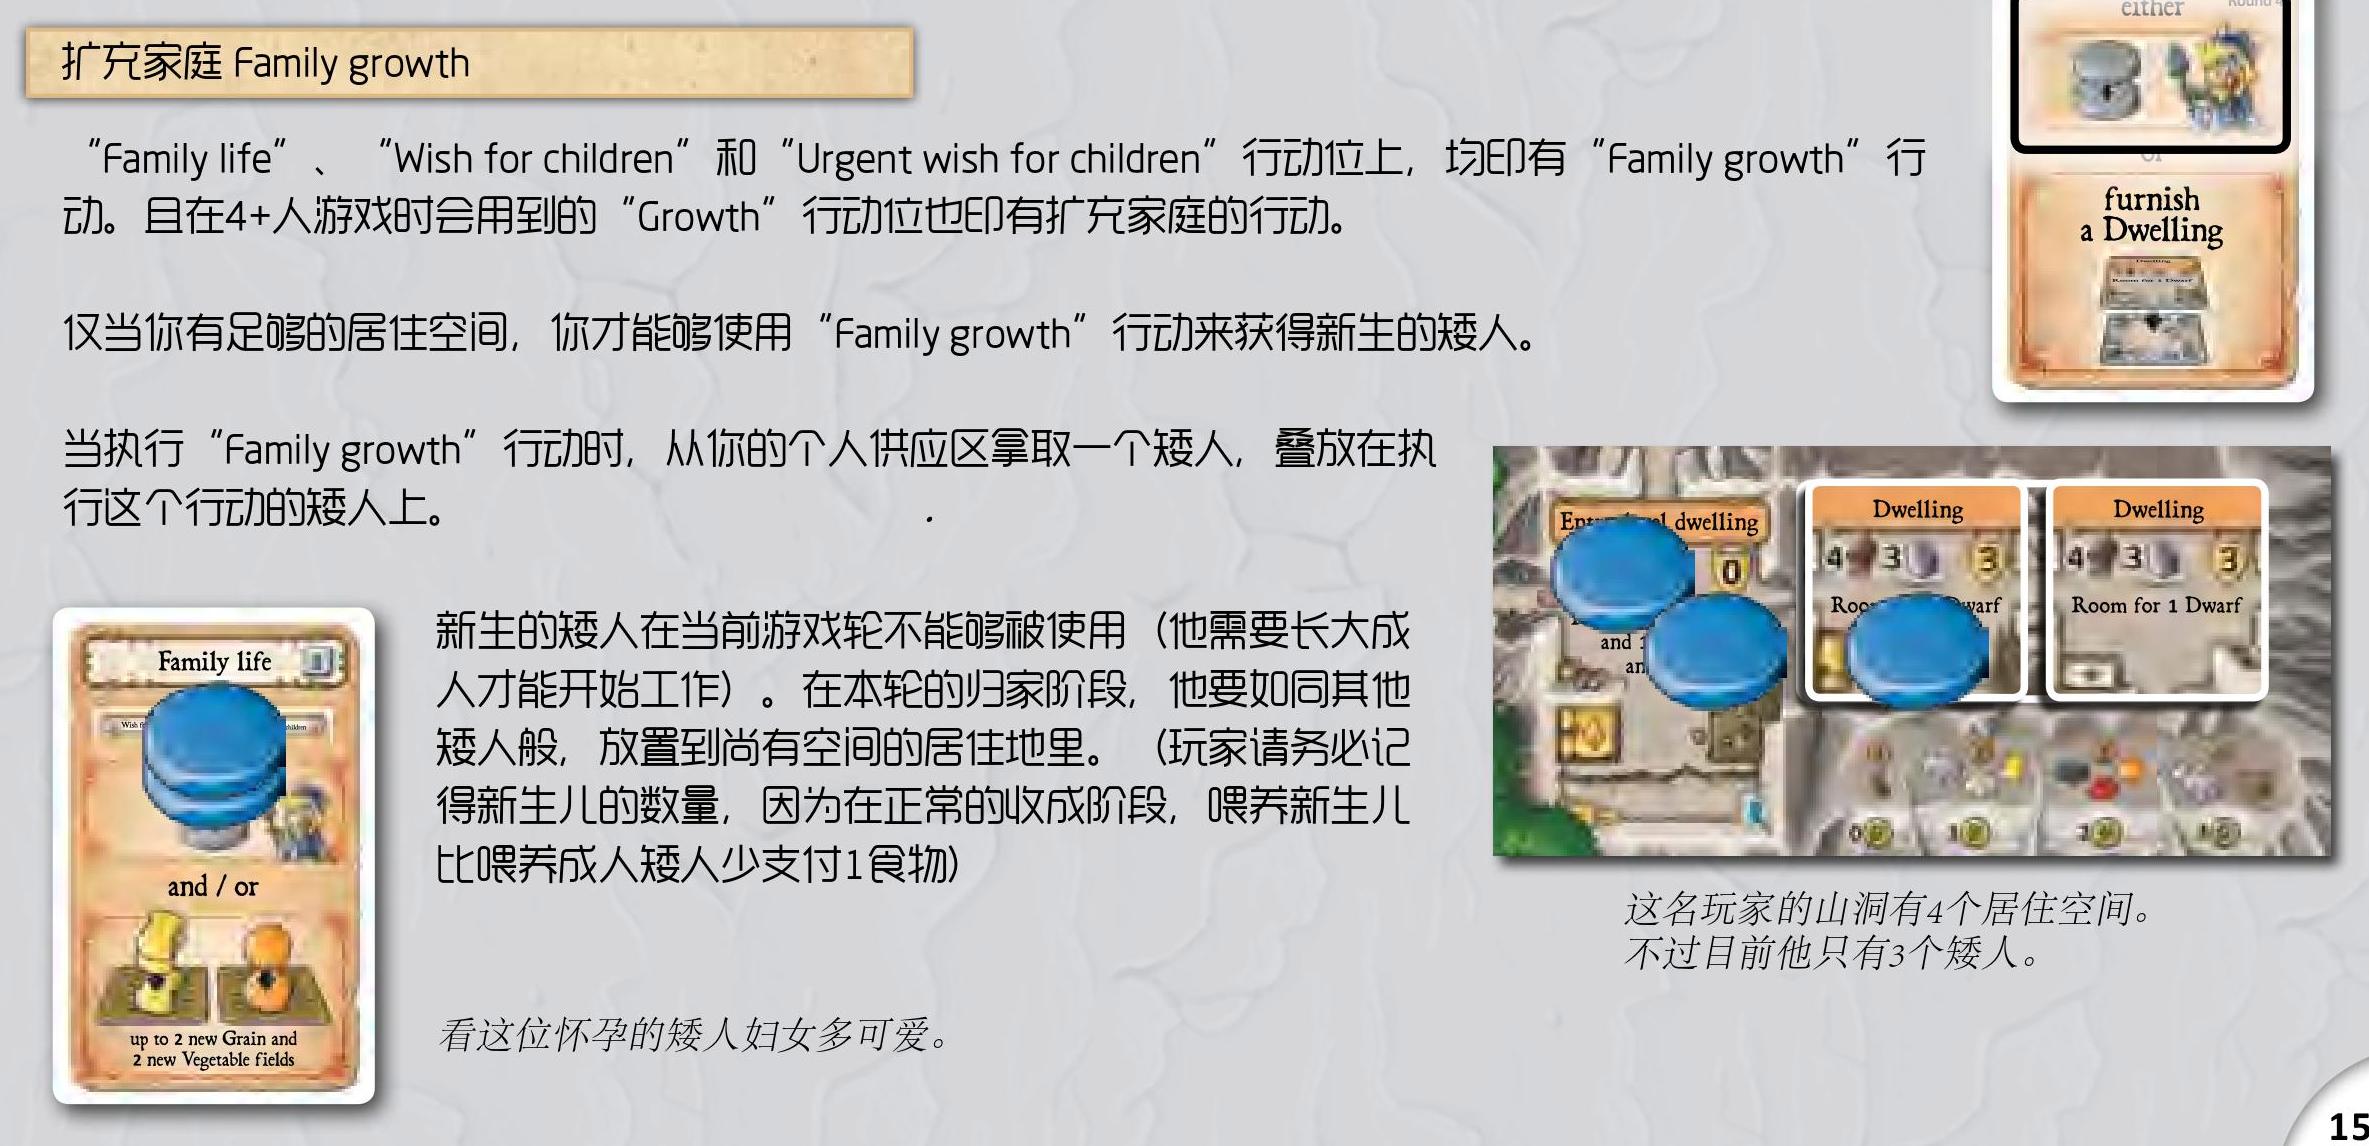 扩充家庭 Family growth
either
Round 4
or
furnish
a Dwelling
“Family life”、 “Wish for children”和“Urgent wish for children”行动位上，均印有“Family growth”行
动。且在4+人游戏时会用到的“Growth”行动位也印有扩充家庭的行动。
仅当你有足够的居住空间，你才能够使用“Family growth”行动来获得新生的矮人。
当执行“Family growth”行动时，从你的个人供应区拿取一个矮人，叠放在执
行这个行动的矮人上。
dwelling
0
and
Dwelling
4 3 3
Dwelling
4 3 3
Room for 1 Dwarf
Family life
and / or
up to 2 new Grain and
2 new Vegetable fields
新生的矮人在当前游戏轮不能够被使用（他需要长大成
人才能开始工作）。在本轮的归家阶段，他要如同其他
矮人般，放置到尚有空间的居住地里。（玩家请务必记
得新生儿的数量，因为在正常的收成阶段，喂养新生儿
比喂养成人矮人少支付1食物)
看这位怀孕的矮人妇女多可爱。
这名玩家的山洞有4个居住空间。
不过目前他只有3个矮人。
15